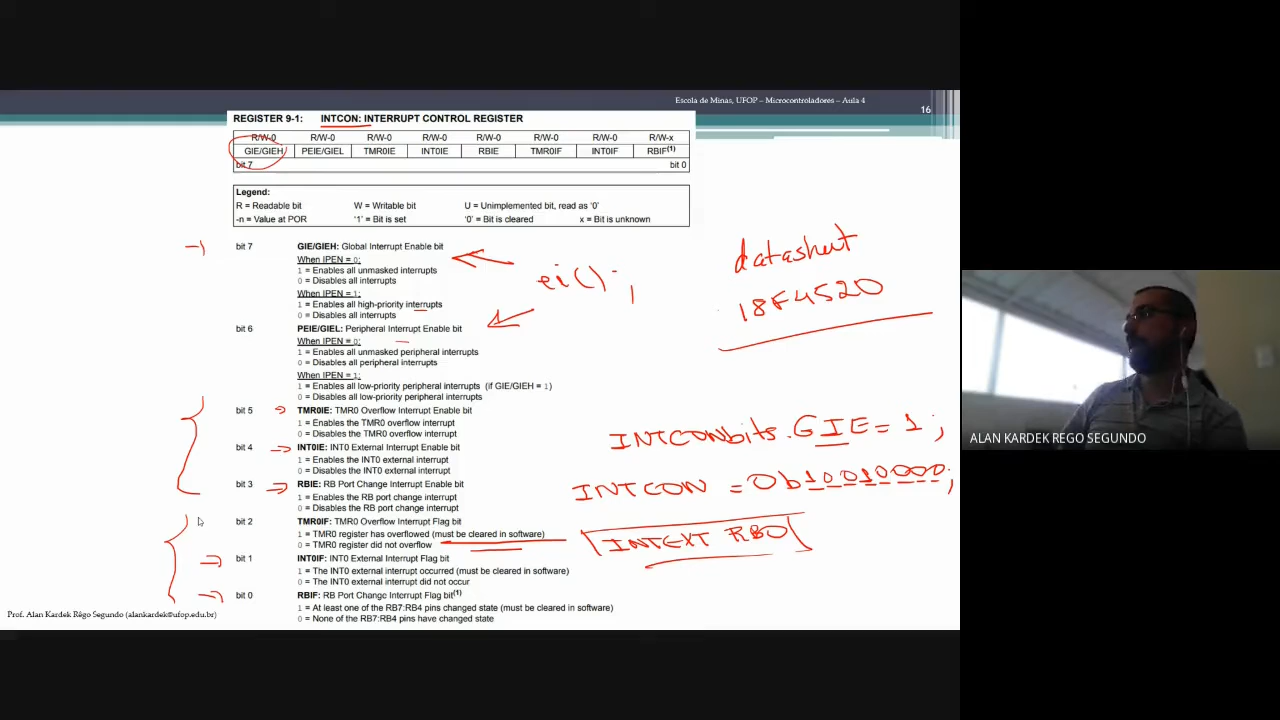 Escola de Minas, UFOP – Microcontroladores – Aula 4
16
REGISTER 9-1: INTCON: INTERRUPT CONTROL REGISTER
R/W-0 R/W-0 R/W-0 R/W-0 R/W-0 R/W-0 R/W-0 R/W-x
GIE/GIEH PEIE/GIEL TMR0IE INT0IE RBIE TMR0IF INT0IF RBIF(1)
bit 7 bit 0
Legend:
R = Readable bit W = Writable bit U = Unimplemented bit, read as '0'
-n = Value at POR '1' = Bit is set '0' = Bit is cleared x = Bit is unknown
bit 7 GIE/GIEH: Global Interrupt Enable bit
When IPEN = 0:
1 = Enables all unmasked interrupts
0 = Disables all interrupts
When IPEN = 1:
1 = Enables all high-priority interrupts
0 = Disables all interrupts
bit 6 PEIE/GIEL: Peripheral Interrupt Enable bit
When IPEN = 0:
1 = Enables all unmasked peripheral interrupts
0 = Disables all peripheral interrupts
When IPEN = 1:
1 = Enables all low-priority peripheral interrupts (if GIE/GIEH = 1)
0 = Disables all low-priority peripheral interrupts
bit 5 TMR0IE: TMR0 Overflow Interrupt Enable bit
1 = Enables the TMR0 overflow interrupt
0 = Disables the TMR0 overflow interrupt
bit 4 INT0IE: INT0 External Interrupt Enable bit
1 = Enables the INT0 external interrupt
0 = Disables the INT0 external interrupt
bit 3 RBIE: RB Port Change Interrupt Enable bit
1 = Enables the RB port change interrupt
0 = Disables the RB port change interrupt
bit 2 TMR0IF: TMR0 Overflow Interrupt Flag bit
1 = TMR0 register has overflowed (must be cleared in software)
0 = TMR0 register did not overflow
bit 1 INT0IF: INT0 External Interrupt Flag bit
1 = The INT0 external interrupt occurred (must be cleared in software)
0 = The INT0 external interrupt did not occur
bit 0 RBIF: RB Port Change Interrupt Flag bit(1)
1 = At least one of the RB7:RB4 pins changed state (must be cleared in software)
0 = None of the RB7:RB4 pins have changed state
ei();
datasheet
18F4520
INTCONbits.GIE = 1;
INTCON = 0b10010000;
INTEXT RB0
Prof. Alan Kardek Rêgo Segundo (alankardek@ufop.edu.br)
ALAN KARDEK REGO SEGUNDO